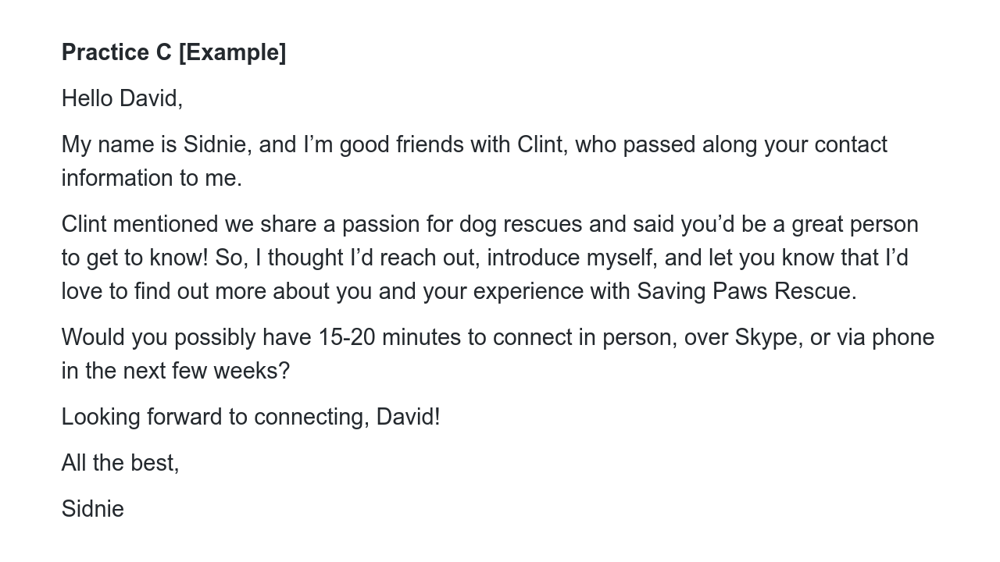 Practice C [Example]
Hello David,
My name is Sidnie, and I’m good friends with Clint, who passed along your contact
information to me.
Clint mentioned we share a passion for dog rescues and said you’d be a great person
to get to know! So, I thought I’d reach out, introduce myself, and let you know that I’d
love to find out more about you and your experience with Saving Paws Rescue.
Would you possibly have 15-20 minutes to connect in person, over Skype, or via phone
in the next few weeks?
Looking forward to connecting, David!
All the best,
Sidnie